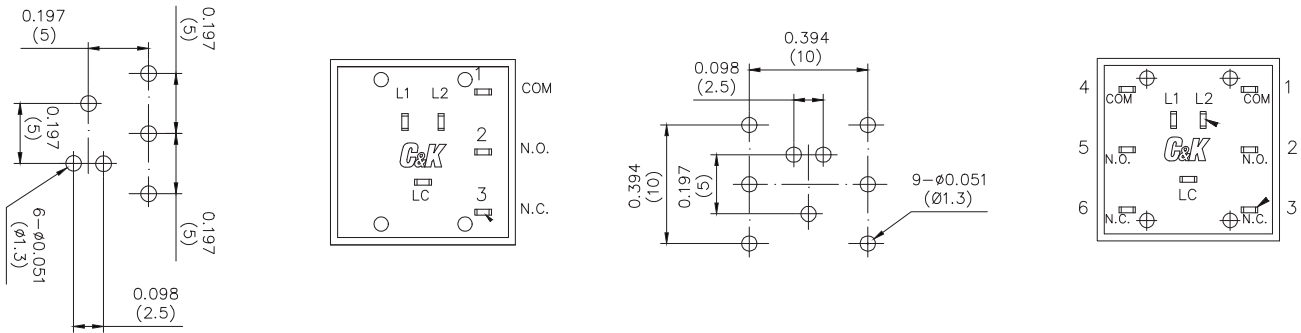 0.197
(5)
0.197
(5)
0.197
(5)
0.197
(5)
6-ø0.051
(ø1.3)
0.098
(2.5)
1
COM
L1 L2
2
N.O.
C&K
LC
3
N.C.
0.394
(10)
0.098
(2.5)
0.394
(10)
0.197
(5)
9-ø0.051
(Ø1.3)
4 1
COM COM
L1 L2
5 2
N.O. N.O.
C&K
LC
6 3
N.C. N.C.